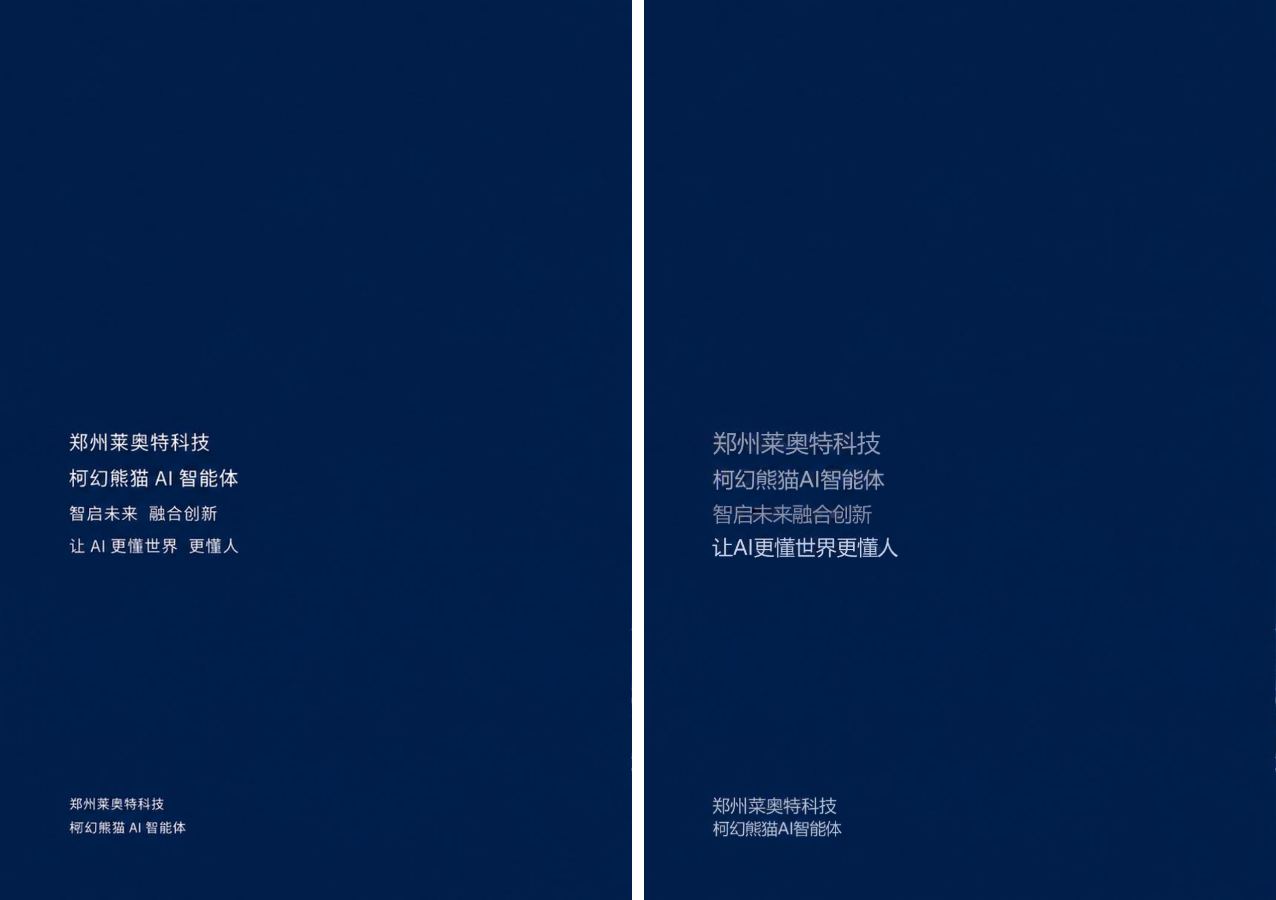 郑州莱奥特科技
柯幻熊猫 AI 智能体
智启未来 融合创新
让 AI 更懂世界 更懂人
郑州莱奥特科技
柯幻熊猫 AI 智能体
郑州莱奥特科技
柯幻熊猫AI智能体
智启未来融合创新
让AI更懂世界更懂人
郑州莱奥特科技
柯幻熊猫AI智能体